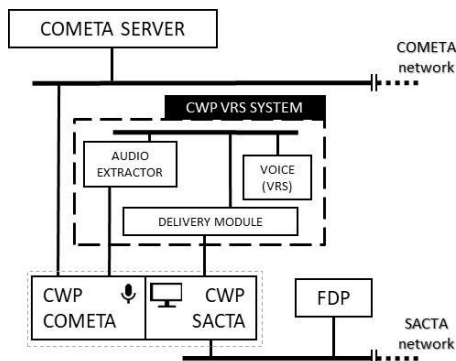 COMETA SERVER
COMETA
network
CWP VRS SYSTEM
AUDIO
EXTRACTOR
VOICE
(VRS)
DELIVERY MODULE
CWP
COMETA
CWP
SACTA
FDP
SACTA
network